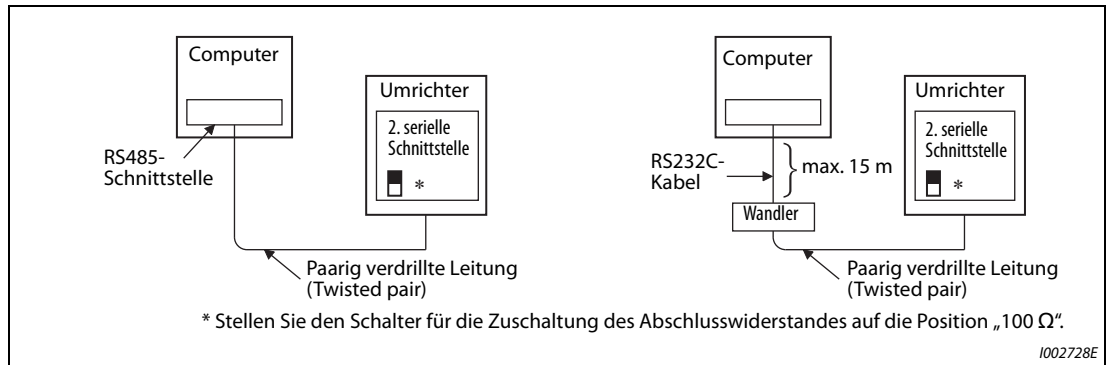 Computer
Umrichter
2. serielle
Schnittstelle
*
RS485-
Schnittstelle
Paarig verdrillte Leitung
(Twisted pair)
Computer
Umrichter
2. serielle
Schnittstelle
*
RS232C-
Kabel
max. 15 m
Wandler
Paarig verdrillte Leitung
(Twisted pair)
* Stellen Sie den Schalter für die Zuschaltung des Abschlusswiderstandes auf die Position „100 Ω“.
I002728E